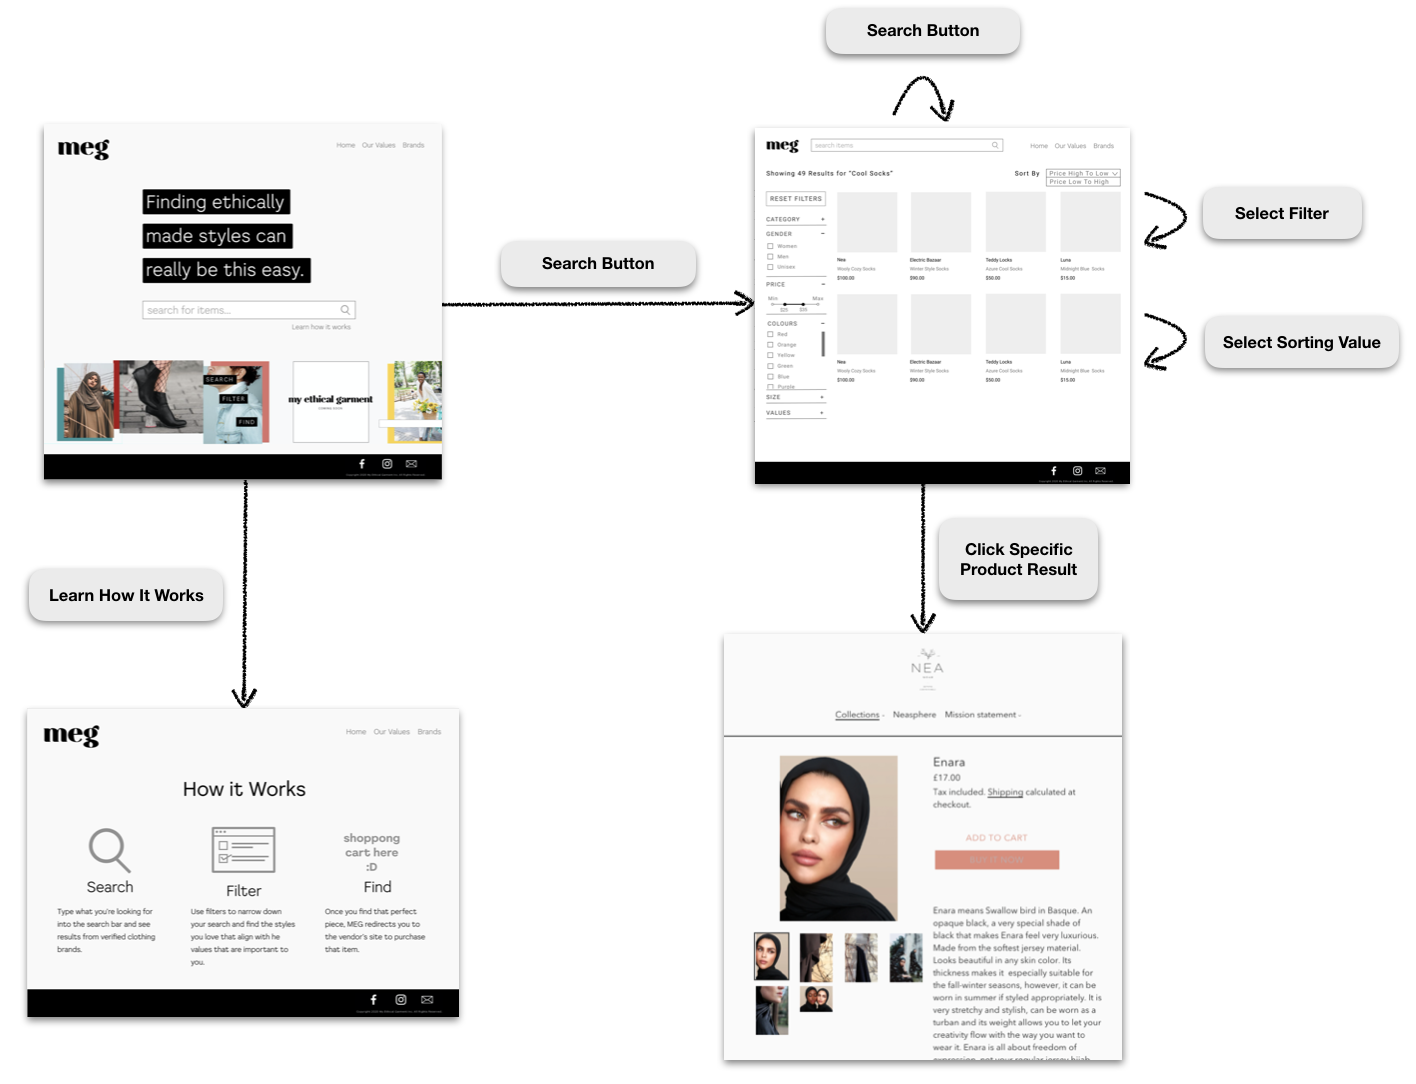 Search Button
meg
Home Our Values Brands
Finding ethically
made styles can
really be this easy.
search for items...
Learn how it works
SEARCH
FILTER
FIND
my ethical garment
COMING SOON
Search Button
meg
search items
Home Our Values Brands
Showing 49 Results for "Cool Socks"
Sort By
Price High To Low
Price Low To High
RESET FILTERS
CATEGORY +
GENDER −
Women
Men
Unisex
PRICE −
Min Max
$25 $35
COLOURS −
Red
Orange
Yellow
Green
Blue
Purple
SIZE +
VALUES +
Nea Electric Bazaar Teddy Locks Luna
Wooly Cozy Socks Winter Style Socks Azure Cool Socks Midnight Blue Socks
$100.00 $90.00 $50.00 $15.00
Nea Electric Bazaar Teddy Locks Luna
Wooly Cozy Socks Winter Style Socks Azure Cool Socks Midnight Blue Socks
$100.00 $90.00 $50.00 $15.00
Select Filter
Select Sorting Value
Learn How It Works
Click Specific
Product Result
meg
Home Our Values Brands
How it Works
Search
Type what you're looking for
into the search bar and see
results from verified clothing
brands.
Filter
Use filters to narrow down
your search and find the styles
you love that align with he
values that are important to
you.
shoppong
cart here
:D
Find
Once you find that perfect
piece, MEG redirects you to
the vendor's site to purchase
that item.
NEA
Collections - Neasphere Mission statement -
Enara
£17.00
Tax included. Shipping calculated at
checkout.
ADD TO CART
BUY IT NOW
Enara means Swallow bird in Basque. An
opaque black, a very special shade of
black that makes Enara feel very luxurious.
Made from the softest jersey material.
Looks beautiful in any skin color. Its
thickness makes it especially suitable for
the fall-winter seasons, however, it can be
worn in summer if styled appropriately. It is
very stretchy and stylish, can be worn as a
turban and its weight allows you to let your
creativity flow with the way you want to
wear it. Enara is all about freedom of
expression, not your regular jersey hijab